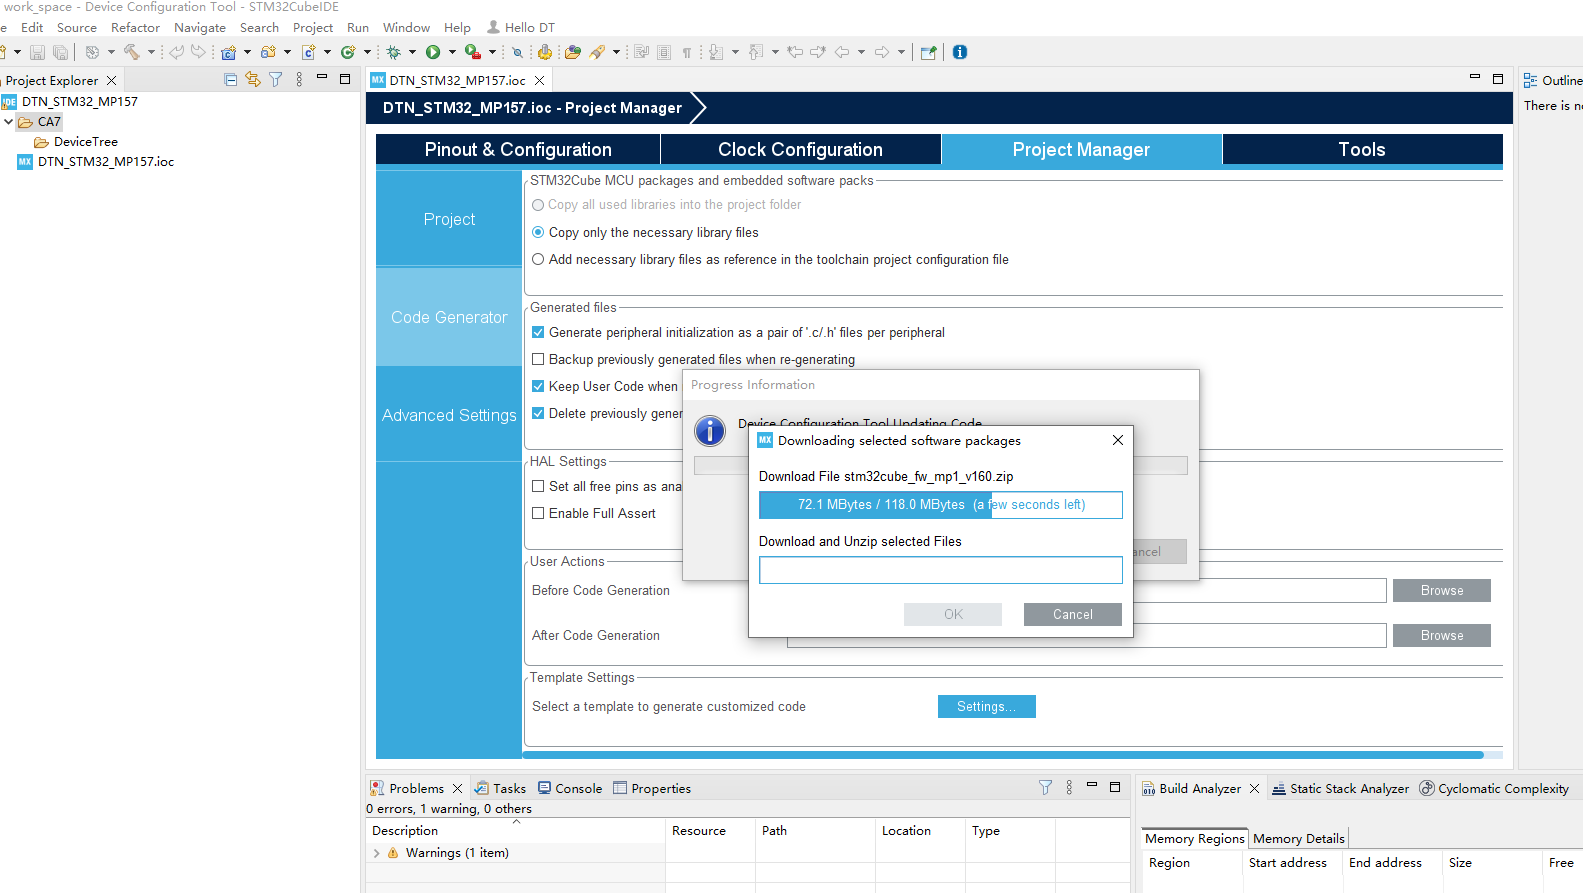 work_space - Device Configuration Tool - STM32CubeIDE
Edit Source Refactor Navigate Search Project Run Window Help Hello DT
Project Explorer
DTN_STM32_MP157
CA7
DeviceTree
DTN_STM32_MP157.ioc
DTN_STM32_MP157.ioc
DTN_STM32_MP157.ioc - Project Manager
Pinout & Configuration
Clock Configuration
Project Manager
Tools
Project
Code Generator
Advanced Settings
STM32Cube MCU packages and embedded software packs
Copy all used libraries into the project folder
Copy only the necessary library files
Add necessary library files as reference in the toolchain project configuration file
Generated files
Generate peripheral initialization as a pair of '.c/.h' files per peripheral
Backup previously generated files when re-generating
Keep User Code when
Delete previously gener
HAL Settings
Set all free pins as ana
Enable Full Assert
User Actions
Before Code Generation
Browse
After Code Generation
Browse
Template Settings
Select a template to generate customized code
Settings...
Progress Information
Device Configuration Tool Updating Code
ancel
MX Downloading selected software packages
Download File stm32cube_fw_mp1_v160.zip
72.1 MBytes / 118.0 MBytes (a few seconds left)
Download and Unzip selected Files
OK
Cancel
Outline
There is n
Problems Tasks Console Properties
0 errors, 1 warning, 0 others
Description Resource Path Location Type
Warnings (1 item)
Build Analyzer Static Stack Analyzer Cyclomatic Complexity
Memory Regions Memory Details
Region Start address End address Size Free